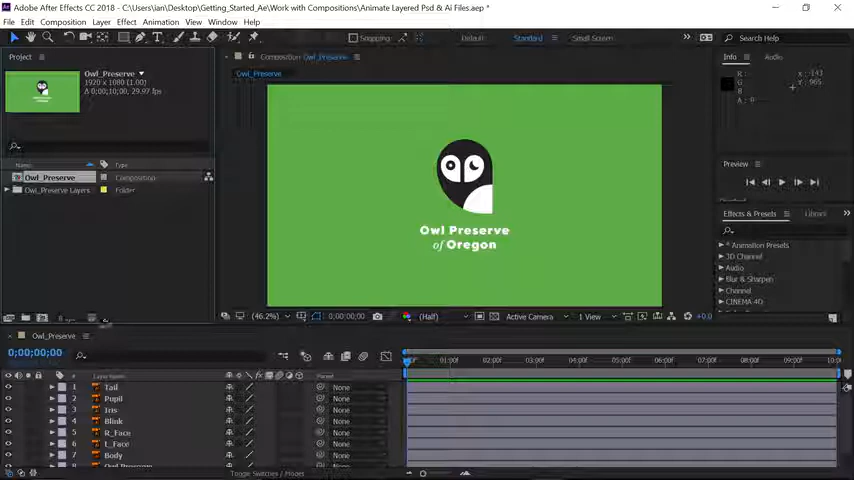 Adobe After Effects CC 2018 - C:\Users\ian\Desktop\Getting_Started_Ae\Work with Compositions\Animate Layered Psd & Ai Files.aep *
File Edit Composition Layer Effect Animation View Window Help
Snapping Default Standard Small Screen Search Help
Project
Composition Owl_Preserve
Info Audio
Owl_Preserve
Owl_Preserve
1920 x 1080 (1.00)
Δ 0;00;10;00, 29.97 fps
R :
G :
B
A : 0
X : -143
Y : 965
Name Type
Owl_Preserve Composition
Owl_Preserve Layers Folder
Owl Preserve
of Oregon
Preview
Effects & Presets Library
* Animation Presets
3D Channel
Audio
Blur & Sharpen
Channel
CINEMA 4D
(46.2%) 0;00;00;00 (Half) Active Camera 1 View +0.0
Owl_Preserve
0;00;00;00
01:00f 02:00f 03:00f 04:00f 05:00f 06:00f 07:00f 08:00f 09:00f 10:0
# Layer Name Parent
1 Tail None
2 Pupil None
3 Iris None
4 Blink None
5 R_Face None
6 L_Face None
7 Body None
Toggle Switches / Modes